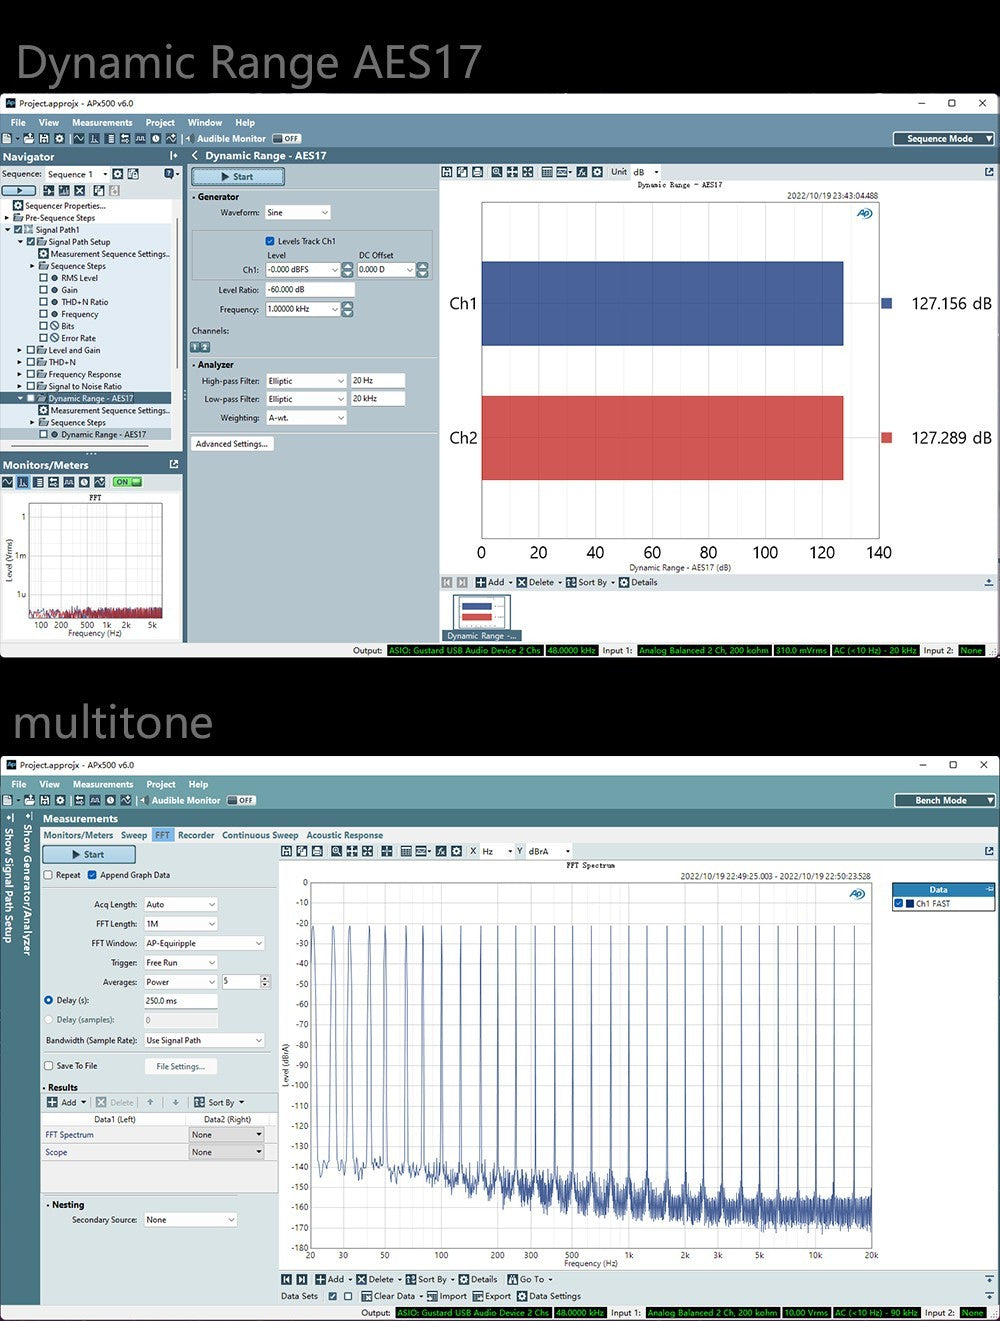 Dynamic Range AES17
Project.approjx - APx500 v6.0
File View Measurements Project Window Help
Audible Monitor OFF
Sequence Mode
Navigator
Dynamic Range - AES17
Sequence: Sequence 1
Start
Unit dB
Sequencer Properties...
Pre-Sequence Steps
Signal Path1
Signal Path Setup
Measurement Sequence Settings..
Sequence Steps
RMS Level
Gain
THD+N Ratio
Frequency
Bits
Error Rate
Level and Gain
THD+N
Frequency Response
Signal to Noise Ratio
Dynamic Range - AES17
Measurement Sequence Settings..
Sequence Steps
Dynamic Range - AES17
Generator
Waveform: Sine
Levels Track Ch1
Level DC Offset
Ch1: -0.000 dBFS 0.000 D
Level Ratio: -60.000 dB
Frequency: 1.00000 kHz
Channels:
1 2
Analyzer
High-pass Filter: Elliptic 20 Hz
Low-pass Filter: Elliptic 20 kHz
Weighting: A-wt.
Advanced Settings...
Dynamic Range - AES17
2022/10/19 23:43:04.488
AP
Ch1 127.156 dB
Ch2 127.289 dB
0 20 40 60 80 100 120 140
Dynamic Range - AES17 (dB)
Monitors/Meters
ON
FFT
Level (Vrms)
1
1m
1u
100 200 500 1k 2k 5k
Frequency (Hz)
Add Delete Sort By Details
Dynamic Range -...
Output: ASIO: Gustard USB Audio Device 2 Chs 48.0000 kHz Input 1: Analog Balanced 2 Ch, 200 kohm 310.0 mVrms AC (<10 Hz) - 20 kHz Input 2: None
multitone
Project.approjx - APx500 v6.0
File View Measurements Project Help
Audible Monitor OFF
Bench Mode
Show Signal Path Setup
Show Generator/Analyzer
Measurements
Monitors/Meters Sweep FFT Recorder Continuous Sweep Acoustic Response
Start
X Hz Y dBrA
Repeat Append Graph Data
Acq Length: Auto
FFT Length: 1M
FFT Window: AP-Equiripple
Trigger: Free Run
Averages: Power 5
Delay (s): 250.0 ms
Delay (samples): 0
Bandwidth (Sample Rate): Use Signal Path
Save To File File Settings...
Results
Add Delete Sort By
Data1 (Left) Data2 (Right)
FFT Spectrum None
Scope None
Nesting
Secondary Source: None
FFT Spectrum
2022/10/19 22:49:25.003 - 2022/10/19 22:50:23.528
AP
Level (dBrA)
0
-10
-20
-30
-40
-50
-60
-70
-80
-90
-100
-110
-120
-130
-140
-150
-160
-170
-180
20 30 50 100 200 300 500 1k 2k 3k 5k 10k 20k
Frequency (Hz)
Data
Ch1 FAST
Add Delete Sort By Details Go To
Data Sets Clear Data Import Export Data Settings
Output: ASIO: Gustard USB Audio Device 2 Chs 48.0000 kHz Input 1: Analog Balanced 2 Ch, 200 kohm 10.00 Vrms AC (<10 Hz) - 90 kHz Input 2: None